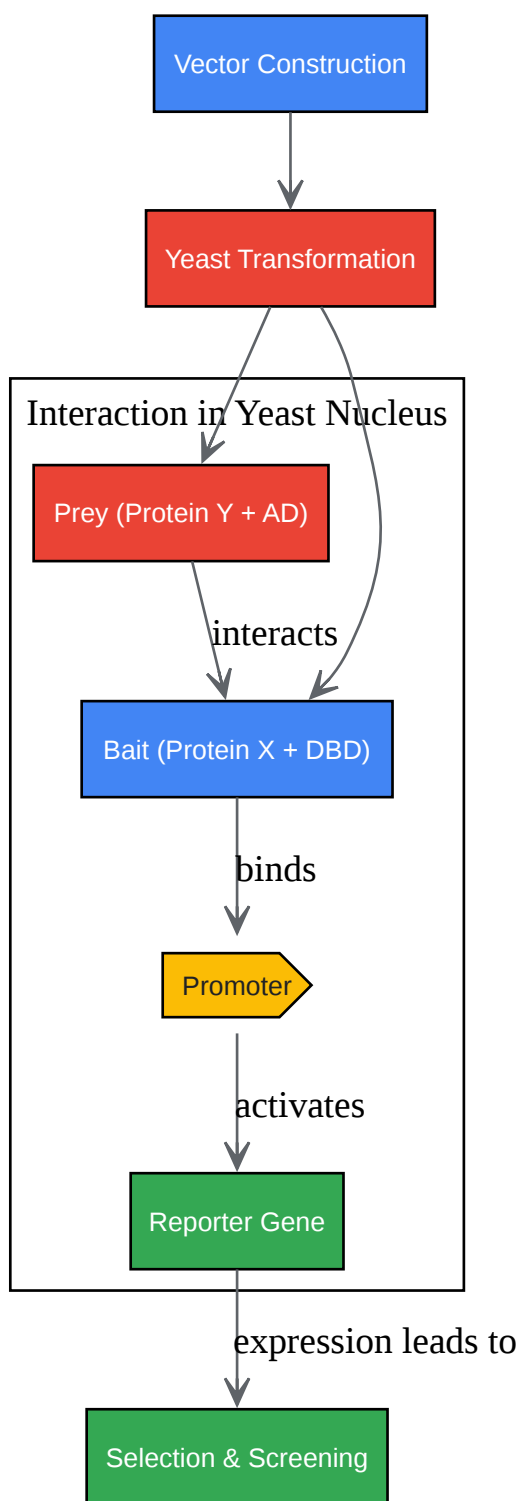 Vector Construction
Yeast Transformation
Interaction in Yeast Nucleus
Prey (Protein Y + AD)
interacts
Bait (Protein X + DBD)
binds
Promoter
activates
Reporter Gene
expression leads to
Selection & Screening